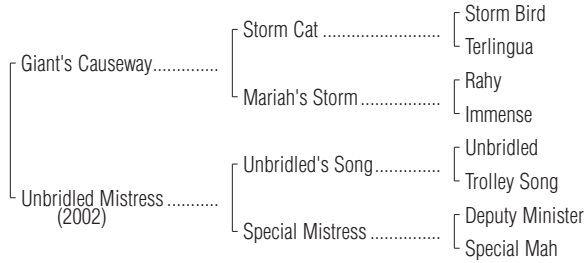 Storm Bird
Storm Cat ..........................
Terlingua
Giant's Causeway..............
Rahy
Mariah's Storm..................
Immense
Unbridled
Unbridled's Song...............
Trolley Song
Unbridled Mistress ...........
(2002)
Deputy Minister
Special Mistress ................
Special Mah